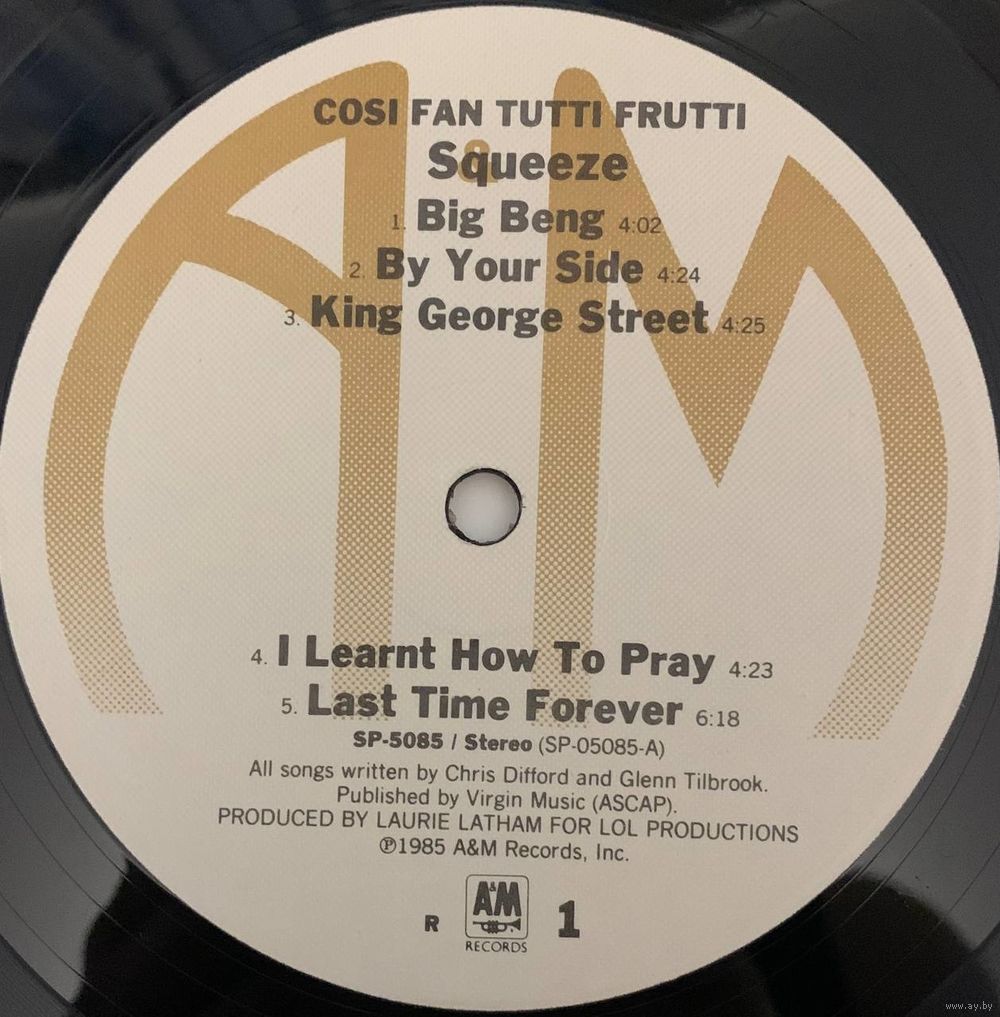 COSI FAN TUTTI FRUTTI
&
Squeeze
1. Big Beng 4:02
2. By Your Side 4:24
3. King George Street 4:25
4. I Learnt How To Pray 4:23
5. Last Time Forever 6:18
SP-5085 / Stereo (SP-05085-A)
All songs written by Chris Difford and Glenn Tilbrook.
Published by Virgin Music (ASCAP).
PRODUCED BY LAURIE LATHAM FOR LOL PRODUCTIONS
℗1985 A&M Records, Inc.
R A&M 1
RECORDS
www.ay.by